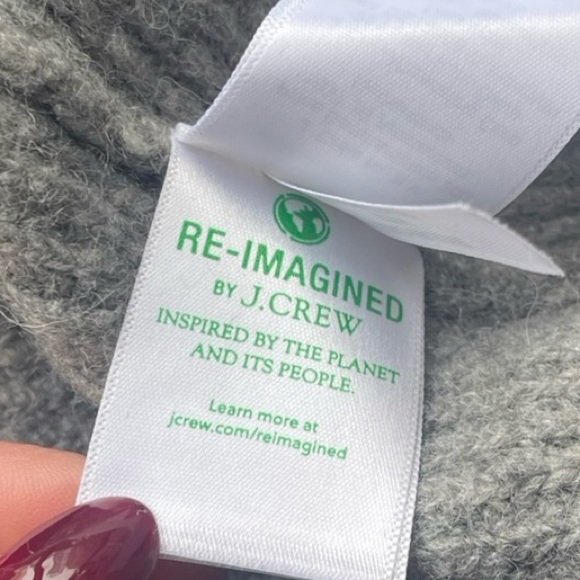 RE-IMAGINED
BY J.CREW
INSPIRED BY THE PLANET
AND ITS PEOPLE.
Learn more at
jcrew.com/reimagined